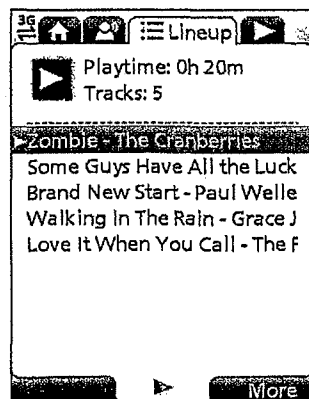 3G
Lineup
Playtime: 0h 20m
Tracks: 5
Zombie - The Cranberries
Some Guys Have All the Luck
Brand New Start - Paul Welle
Walking In The Rain - Grace J
Love It When You Call - The F
More